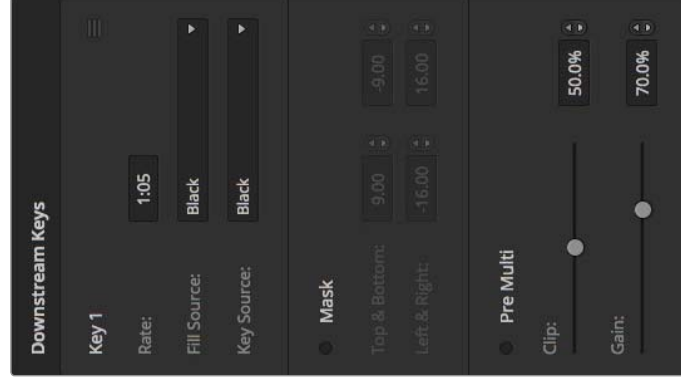 Downstream Keys
Key 1
Rate: 1:05
Fill Source: Black
Key Source: Black
Mask
Top & Bottom: 9.00 -9.00
Left & Right: -16.00 16.00
Pre Multi
Clip: 50.0%
Gain: 70.0%